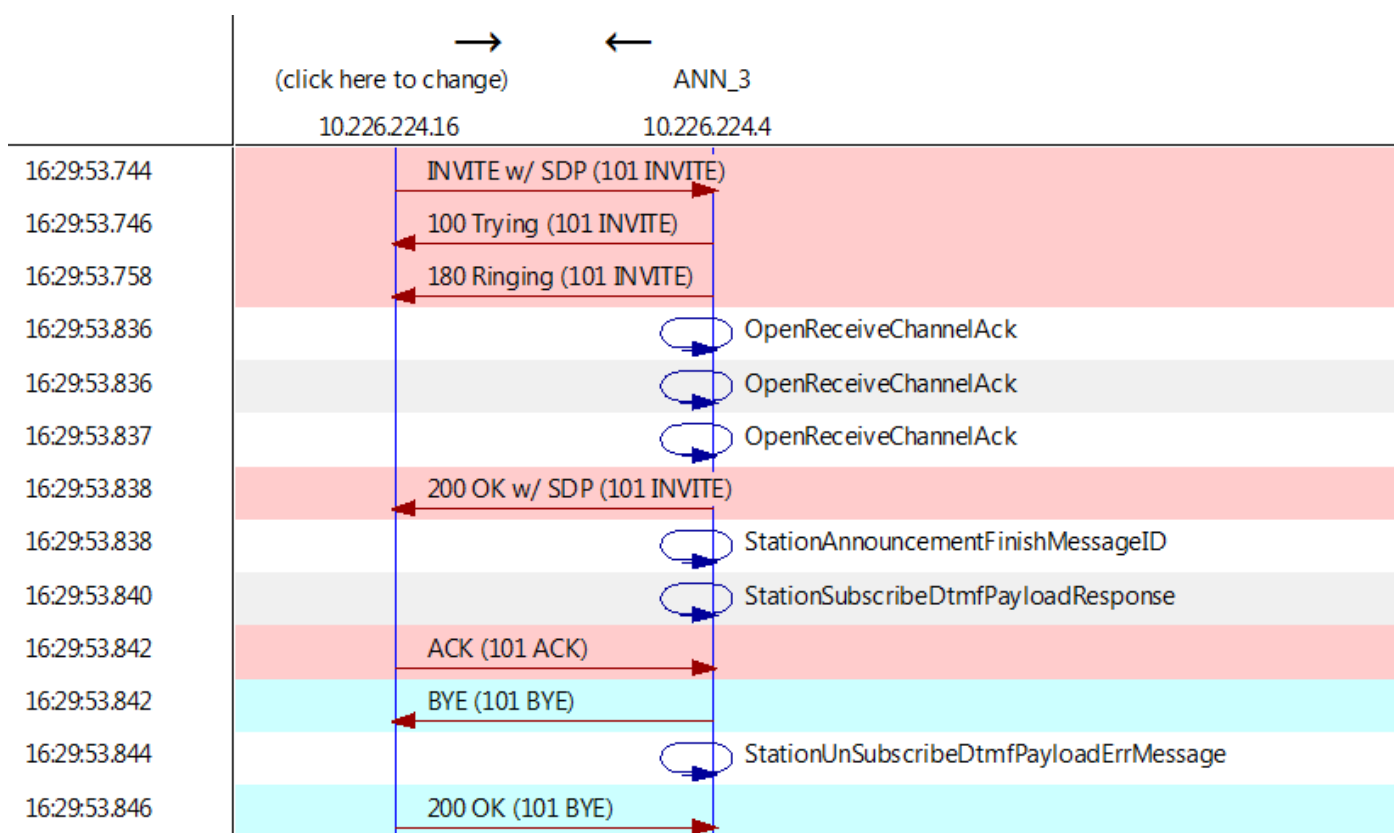 → ←
(click here to change) ANN_3
10.226.224.16 10.226.224.4
16:29:53.744 INVITE w/ SDP (101 INVITE)
16:29:53.746 100 Trying (101 INVITE)
16:29:53.758 180 Ringing (101 INVITE)
16:29:53.836 OpenReceiveChannelAck
16:29:53.836 OpenReceiveChannelAck
16:29:53.837 OpenReceiveChannelAck
16:29:53.838 200 OK w/ SDP (101 INVITE)
16:29:53.838 StationAnnouncementFinishMessageID
16:29:53.840 StationSubscribeDtmfPayloadResponse
16:29:53.842 ACK (101 ACK)
16:29:53.842 BYE (101 BYE)
16:29:53.844 StationUnSubscribeDtmfPayloadErrMessage
16:29:53.846 200 OK (101 BYE)